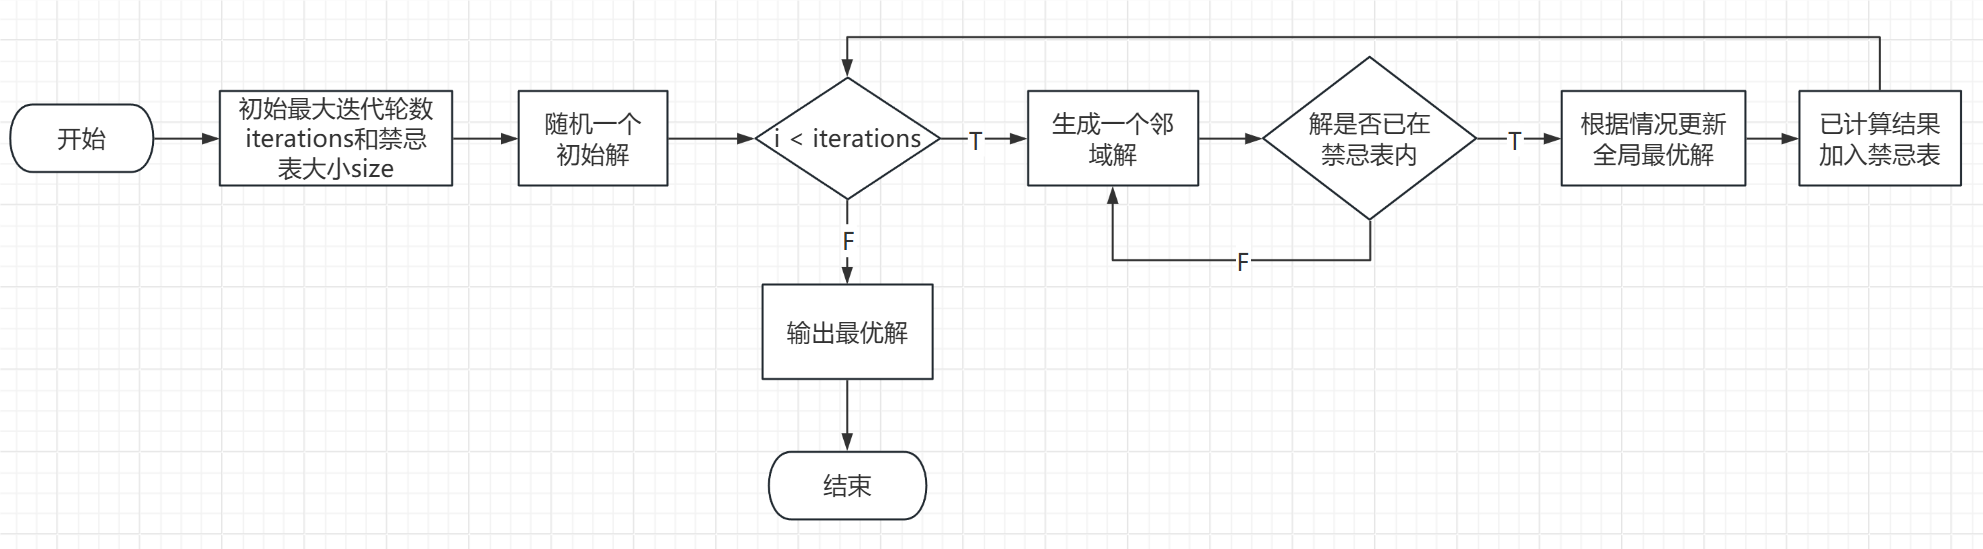 开始
初始最大迭代轮数
iterations和禁忌
表大小size
随机一个
初始解
i < iterations
T
生成一个邻
域解
解是否已在
禁忌表内
T
根据情况更新
全局最优解
已计算结果
加入禁忌表
F
F
输出最优解
结束